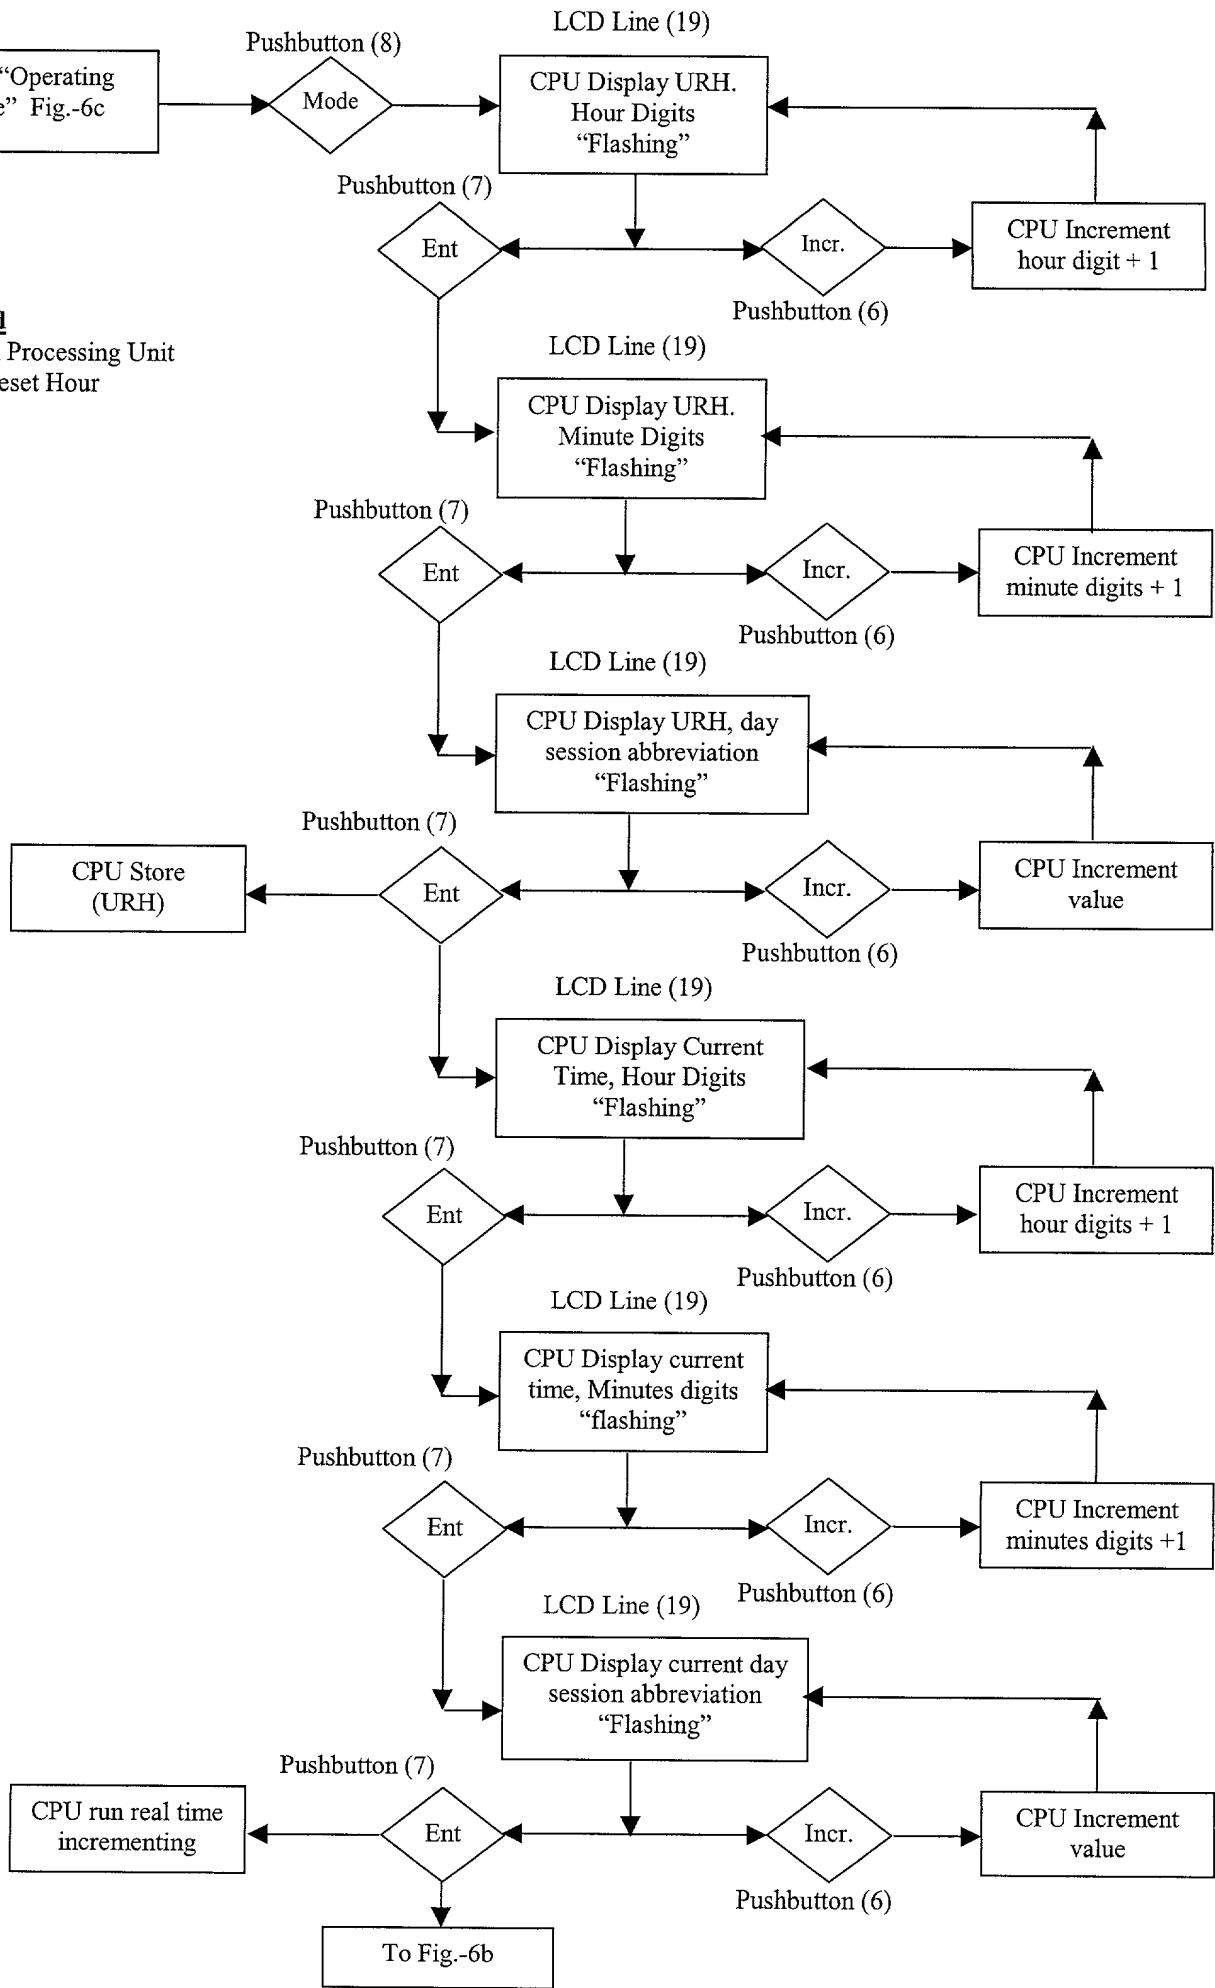 LCD Line (19)
Pushbutton (8)
“Operating
Fig.-6c
Mode
CPU Display URH.
Hour Digits
“Flashing”
Pushbutton (7)
Ent
Incr.
CPU Increment
hour digit + 1
Pushbutton (6)
Processing Unit
Hour
LCD Line (19)
CPU Display URH.
Minute Digits
“Flashing”
Pushbutton (7)
Ent
Incr.
CPU Increment
minute digits + 1
Pushbutton (6)
LCD Line (19)
CPU Display URH, day
session abbreviation
“Flashing”
Pushbutton (7)
CPU Store
(URH)
Ent
Incr.
CPU Increment
value
Pushbutton (6)
LCD Line (19)
CPU Display Current
Time, Hour Digits
“Flashing”
Pushbutton (7)
Ent
Incr.
CPU Increment
hour digits + 1
Pushbutton (6)
LCD Line (19)
CPU Display current
time, Minutes digits
“flashing”
Pushbutton (7)
Ent
Incr.
CPU Increment
minutes digits +1
Pushbutton (6)
LCD Line (19)
CPU Display current day
session abbreviation
“Flashing”
Pushbutton (7)
CPU run real time
incrementing
Ent
Incr.
CPU Increment
value
Pushbutton (6)
To Fig.-6b